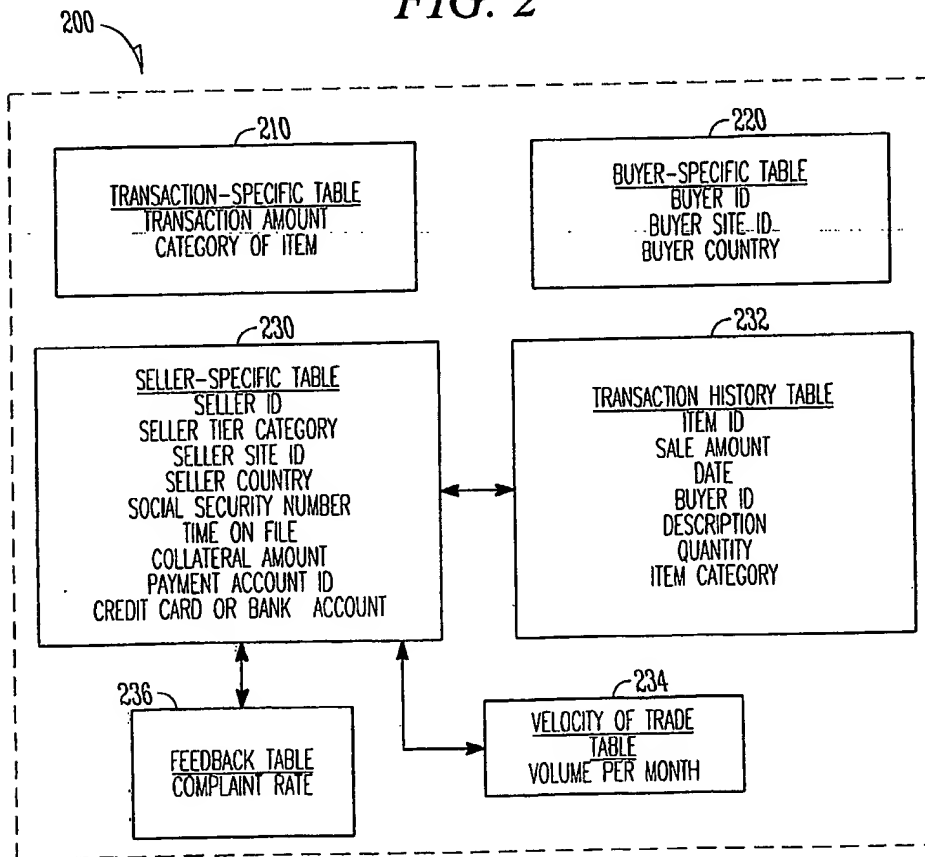 FIG. 2
200
210
TRANSACTION-SPECIFIC TABLE
TRANSACTION AMOUNT
CATEGORY OF ITEM
220
BUYER-SPECIFIC TABLE
BUYER ID
BUYER SITE ID
BUYER COUNTRY
230
SELLER-SPECIFIC TABLE
SELLER ID
SELLER TIER CATEGORY
SELLER SITE ID
SELLER COUNTRY
SOCIAL SECURITY NUMBER
TIME ON FILE
COLLATERAL AMOUNT
PAYMENT ACCOUNT ID
CREDIT CARD OR BANK ACCOUNT
232
TRANSACTION HISTORY TABLE
ITEM ID
SALE AMOUNT
DATE
BUYER ID
DESCRIPTION
QUANTITY
ITEM CATEGORY
236
FEEDBACK TABLE
COMPLAINT RATE
234
VELOCITY OF TRADE
TABLE
VOLUME PER MONTH